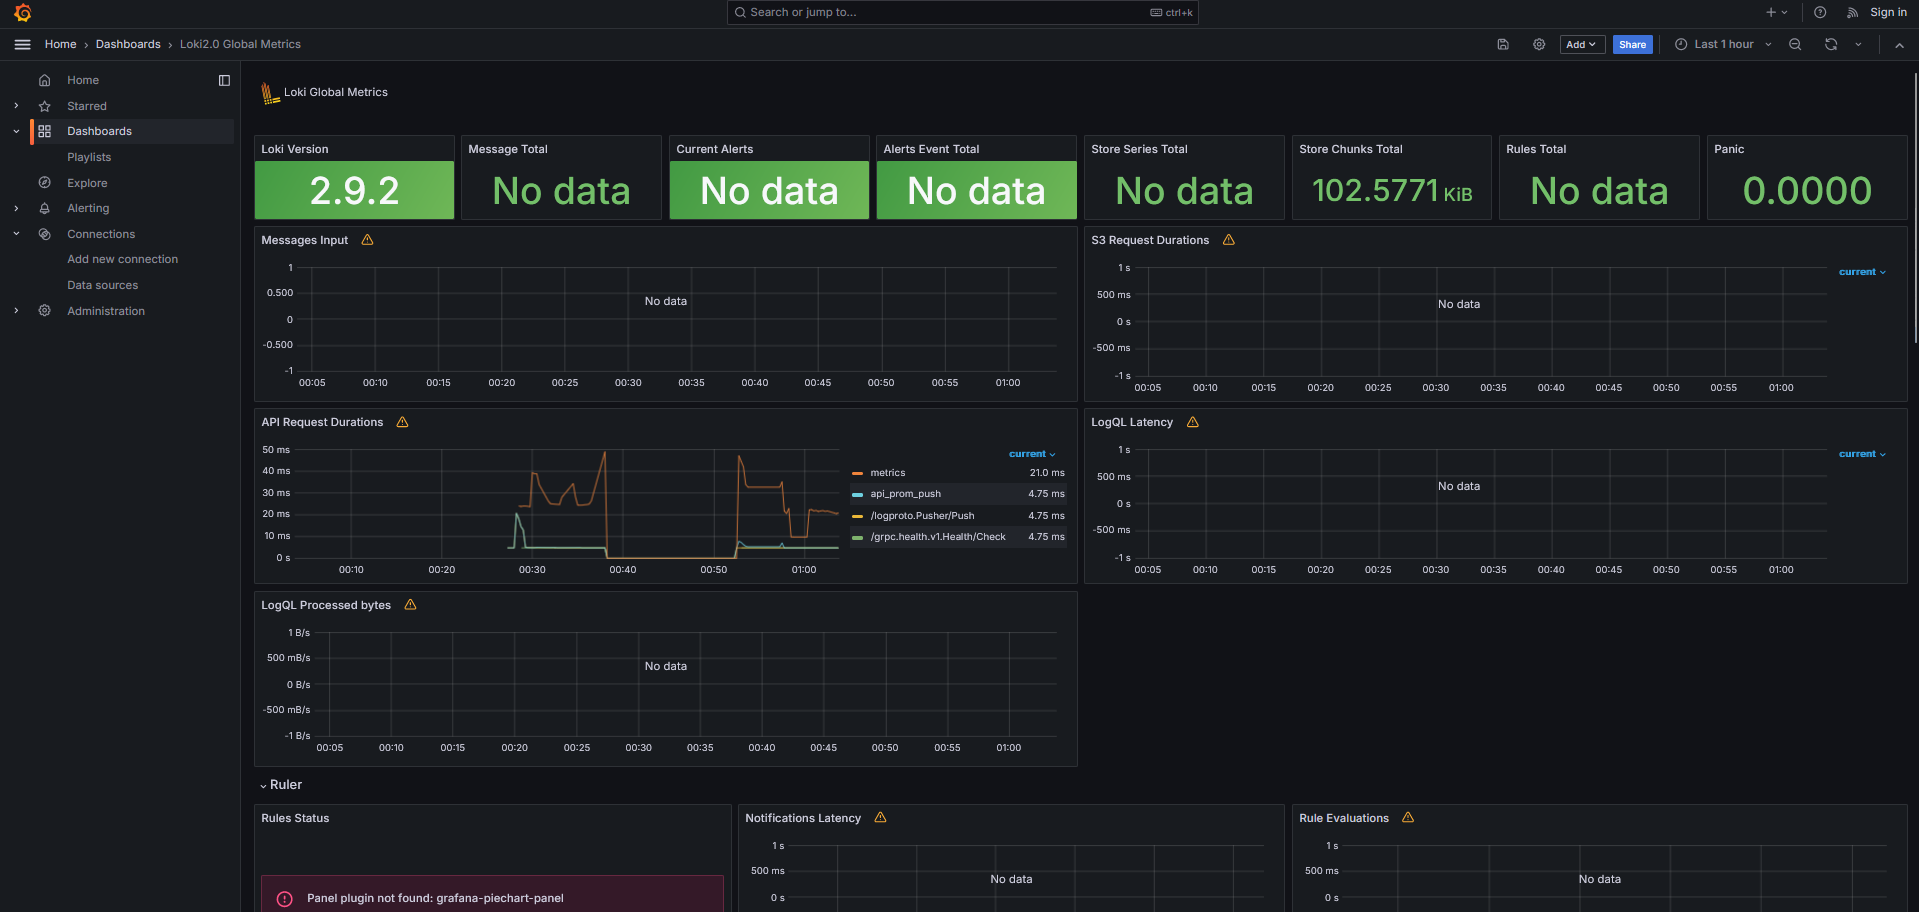 Search or jump to...
ctrl+k
Sign in
Home › Dashboards › Loki2.0 Global Metrics
Add
Share
Last 1 hour
Home
Starred
Dashboards
Playlists
Explore
Alerting
Connections
Add new connection
Data sources
Administration
Loki Global Metrics
Loki Version
2.9.2
Message Total
No data
Current Alerts
No data
Alerts Event Total
No data
Store Series Total
No data
Store Chunks Total
102.5771 KiB
Rules Total
No data
Panic
0.0000
Messages Input
1
0.500
0
-0.500
-1
No data
00:05 00:10 00:15 00:20 00:25 00:30 00:35 00:40 00:45 00:50 00:55 01:00
S3 Request Durations
1 s
500 ms
0 s
-500 ms
-1 s
No data
current
00:05 00:10 00:15 00:20 00:25 00:30 00:35 00:40 00:45 00:50 00:55 01:00
API Request Durations
50 ms
40 ms
30 ms
20 ms
10 ms
0 s
00:10 00:20 00:30 00:40 00:50 01:00
current
metrics 21.0 ms
api_prom_push 4.75 ms
/logproto.Pusher/Push 4.75 ms
/grpc.health.v1.Health/Check 4.75 ms
LogQL Latency
1 s
500 ms
0 s
-500 ms
-1 s
No data
current
00:05 00:10 00:15 00:20 00:25 00:30 00:35 00:40 00:45 00:50 00:55 01:00
LogQL Processed bytes
1 B/s
500 mB/s
0 B/s
-500 mB/s
-1 B/s
No data
00:05 00:10 00:15 00:20 00:25 00:30 00:35 00:40 00:45 00:50 00:55 01:00
Ruler
Rules Status
Panel plugin not found: grafana-piechart-panel
Notifications Latency
1 s
500 ms
0 s
No data
Rule Evaluations
1 s
500 ms
0 s
No data